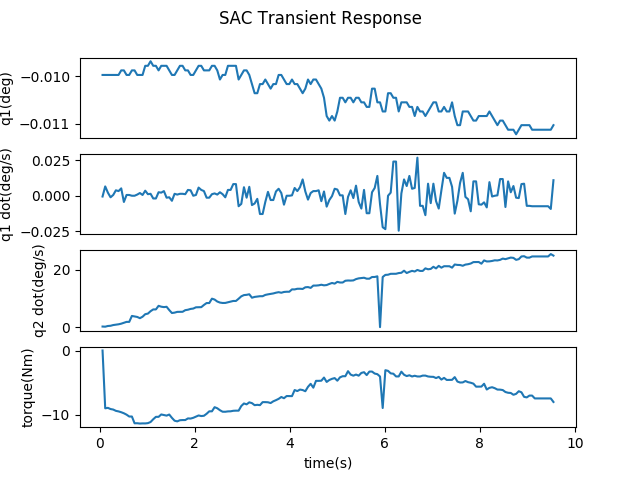 SAC Transient Response
q1(deg)
−0.010
−0.011
q1 dot(deg/s)
0.025
0.000
−0.025
q2 dot(deg/s)
20
0
torque(Nm)
0
−10
0 2 4 6 8 10
time(s)